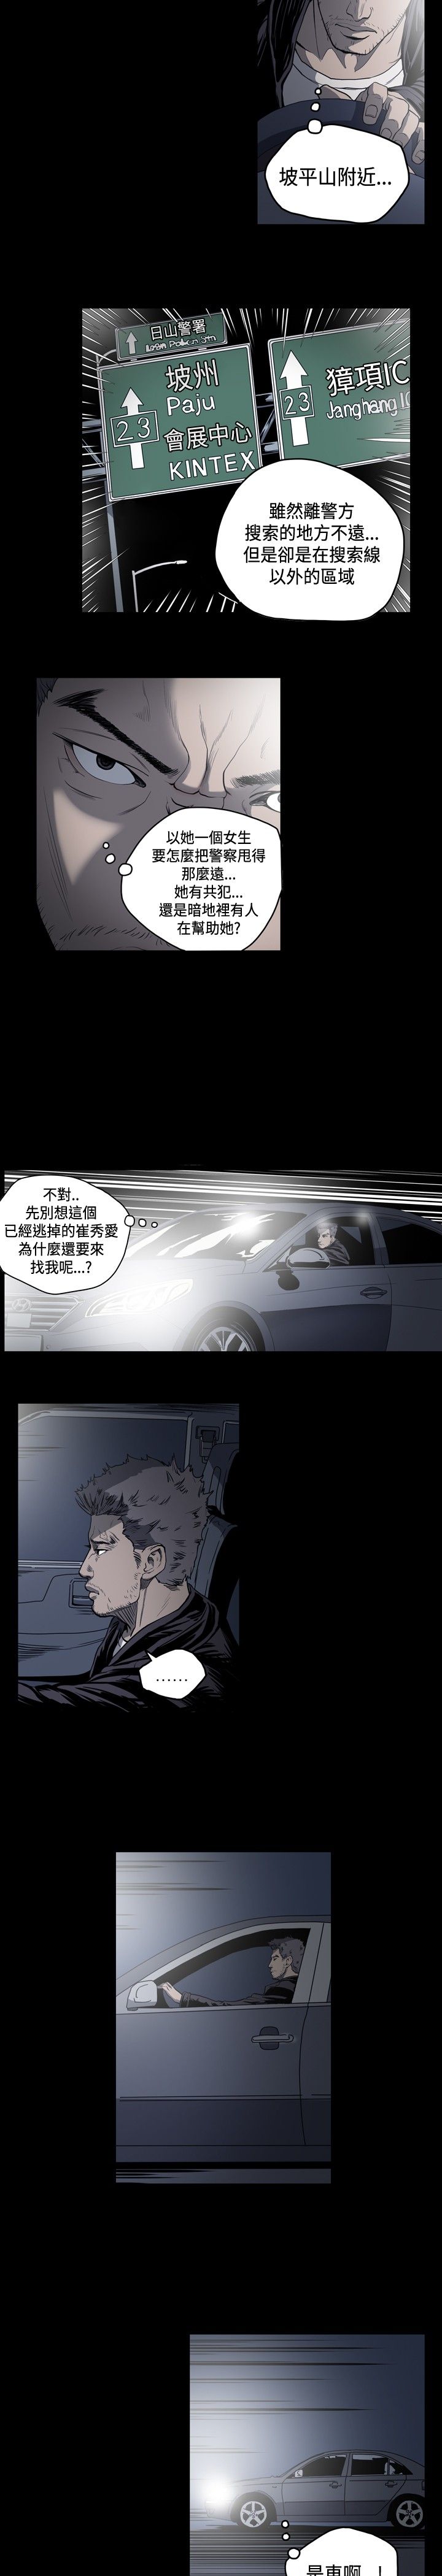 坡平山附近...
日山警署
坡州
Paju
23
會展中心
KINTEX
獐項IC
Janghang IC
23
雖然離警方
搜索的地方不遠...
但是卻是在搜索線
以外的區域
以她一個女生
要怎麼把警察甩得
那麼遠...
她有共犯...
還是暗地裡有人
在幫助她?
不對..
先別想這個
已經逃掉的崔秀愛
為什麼還要來
找我呢...?
......
是車啊...!